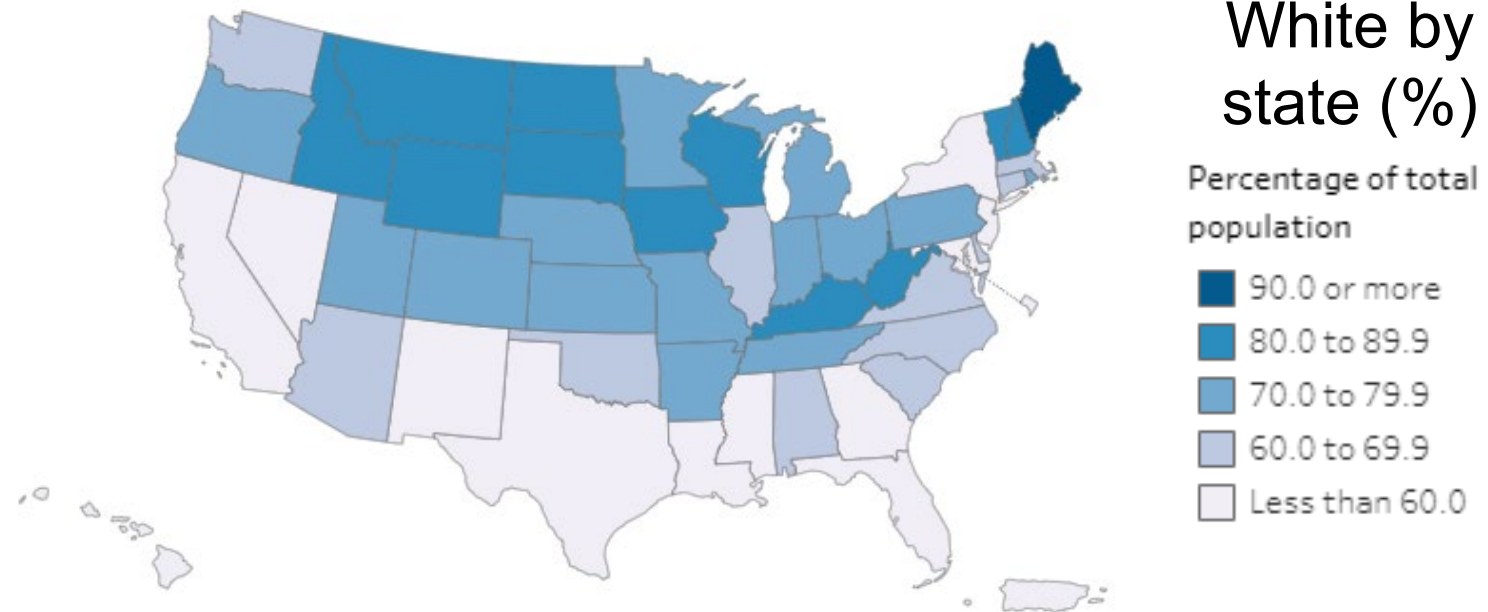 White by
state (%)
Percentage of total
population
90.0 or more
80.0 to 89.9
70.0 to 79.9
60.0 to 69.9
Less than 60.0